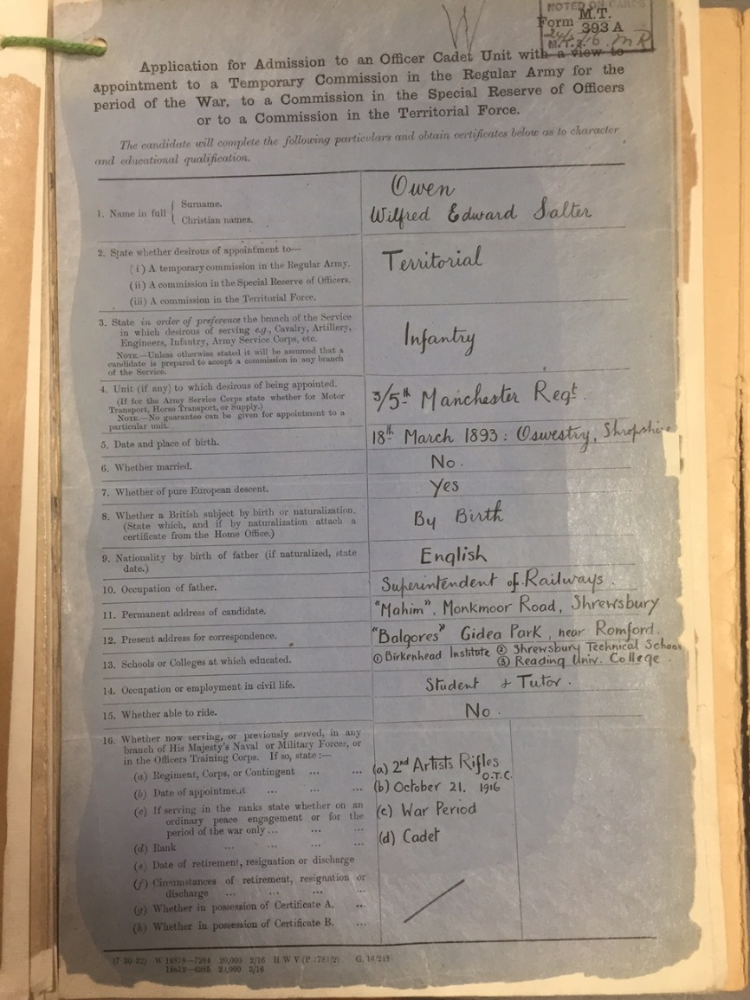 NOTED ON CARDS
M.T.
Form 393 A
M.T.2.
Application for Admission to an Officer Cadet Unit with a view to
appointment to a Temporary Commission in the Regular Army for the
period of the War, to a Commission in the Special Reserve of Officers
or to a Commission in the Territorial Force.
The candidate will complete the following particulars and obtain certificates below as to character
and educational qualification.
1. Name in full { Surname. Owen
Christian names. Wilfred Edward Salter
2. State whether desirous of appointment to— Territorial
(i) A temporary commission in the Regular Army.
(ii) A commission in the Special Reserve of Officers.
(iii) A commission in the Territorial Force.
3. State in order of preference the branch of the Service
in which desirous of serving e.g., Cavalry, Artillery,
Engineers, Infantry, Army Service Corps, etc. Infantry
NOTE.—Unless otherwise stated it will be assumed that a
candidate is prepared to accept a commission in any branch
of the Service.
4. Unit (if any) to which desirous of being appointed. 3/5th Manchester Regt.
(If for the Army Service Corps state whether for Motor
Transport, Horse Transport, or Supply.)
NOTE.—No guarantee can be given for appointment to a
particular unit.
5. Date and place of birth. 18th March 1893: Oswestry, Shropshire
6. Whether married. No.
7. Whether of pure European descent. Yes
8. Whether a British subject by birth or naturalization. By Birth
(State which, and if by naturalization attach a
certificate from the Home Office.)
9. Nationality by birth of father (if naturalized, state English
date.)
10. Occupation of father. Superintendent of Railways.
11. Permanent address of candidate. "Mahim", Monkmoor Road, Shrewsbury
12. Present address for correspondence. "Balgores" Gidea Park, near Romford.
13. Schools or Colleges at which educated. ① Birkenhead Institute ② Shrewsbury Technical School
③ Reading Univ. College.
14. Occupation or employment in civil life. Student & Tutor.
15. Whether able to ride. No.
16. Whether now serving, or previously served, in any
branch of His Majesty's Naval or Military Forces, or
in the Officers Training Corps. If so, state:—
(a) Regiment, Corps, or Contingent ... ... (a) 2nd Artists Rifles
O.T.C.
(b) Date of appointment ... ... ... (b) October 21. 1916
(c) If serving in the ranks state whether on an
ordinary peace engagement or for the
period of the war only ... ... ... (c) War Period
(d) Rank ... ... ... ... (d) Cadet
(e) Date of retirement, resignation or discharge
(f) Circumstances of retirement, resignation or
discharge ... ... ... ...
(g) Whether in possession of Certificate A. ...
(h) Whether in possession of Certificate B. ...
20,000 2/16 H W V
3/16